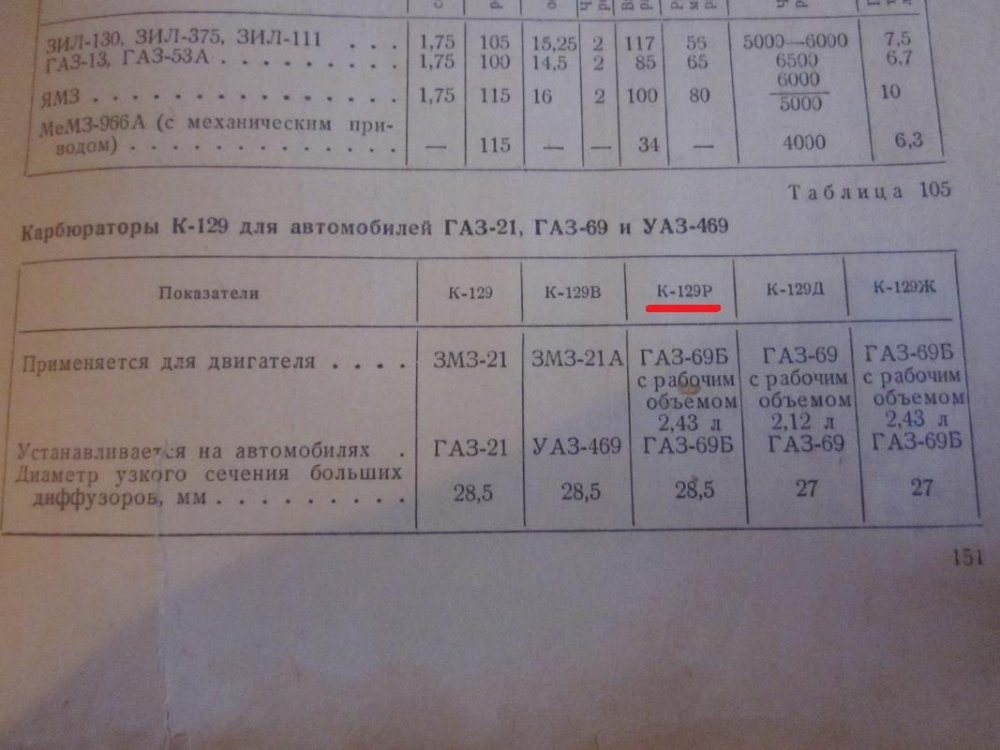 ЗИЛ-130, ЗИЛ-375, ЗИЛ-111 . . . 1,75 105 15,25 2 117 55 5000—6000 7,5
ГАЗ-13, ГАЗ-53А . . . . . . . . . 1,75 100 14,5 2 85 65 6500 6,7
ЯМЗ . . . . . . . . . . . . . . 1,75 115 16 2 100 80 6000/5000 10
МеМЗ-966А (с механическим при-
водом) . . . . . . . . . . . . . — 115 — — 34 — 4000 6,3
Таблица 105
Карбюраторы К-129 для автомобилей ГАЗ-21, ГАЗ-69 и УАЗ-469
Показатели К-129 К-129В К-129Р К-129Д К-129Ж
Применяется для двигателя . . . . ЗМЗ-21 ЗМЗ-21А ГАЗ-69Б ГАЗ-69 ГАЗ-69Б
с рабочим с рабочим с рабочим
объемом объемом объемом
2,43 л 2,12 л 2,43 л
Устанавливается на автомобилях . ГАЗ-21 УАЗ-469 ГАЗ-69Б ГАЗ-69 ГАЗ-69Б
Диаметр узкого сечения больших
диффузоров, мм . . . . . . . . . 28,5 28,5 28,5 27 27
151